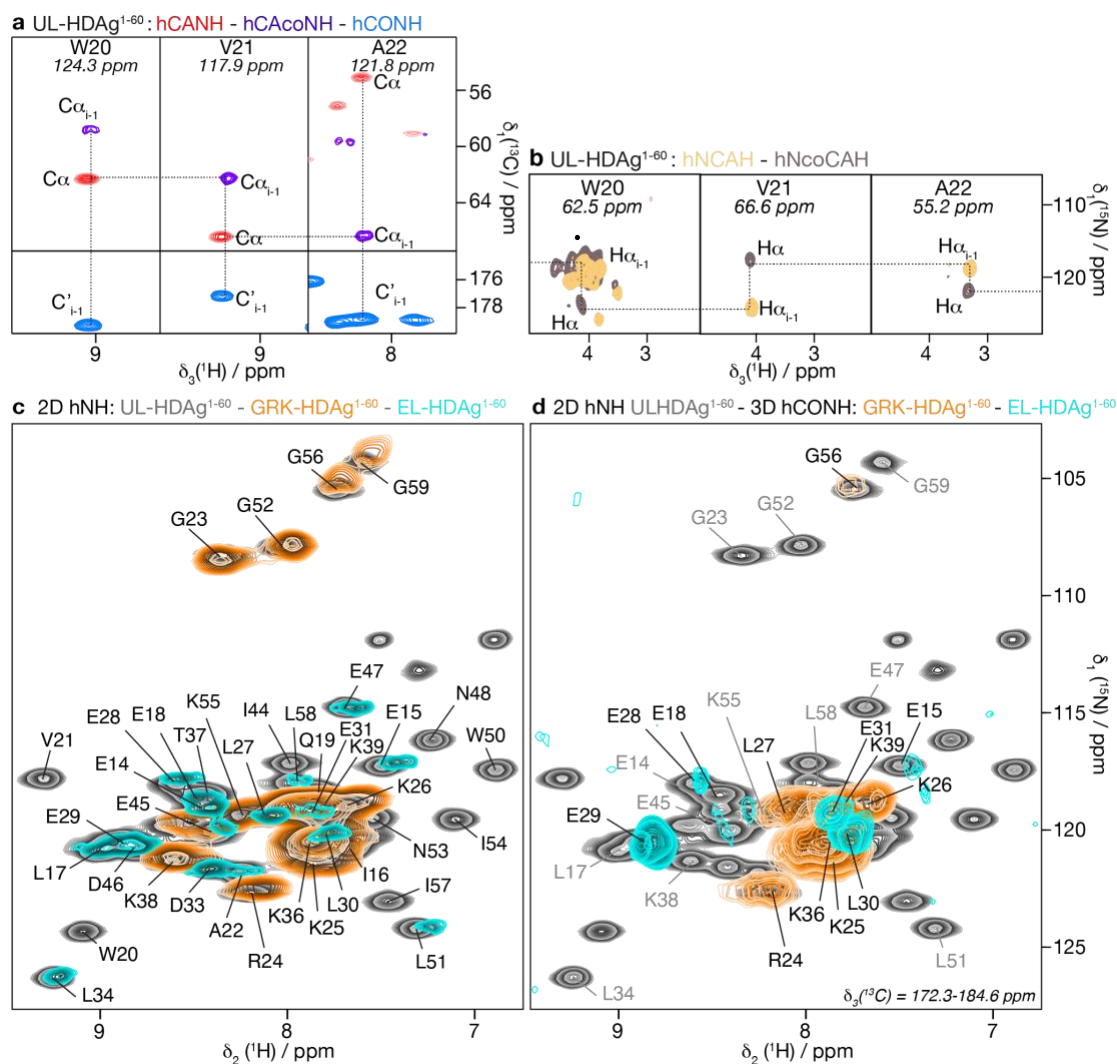 a UL-HDAg¹⁻⁶⁰: hCANH - hCAcoNH - hCONH
W20 V21 A22
124.3 ppm 117.9 ppm 121.8 ppm
Cα
56
Cαi-1
60
Cα Cαi-1
64
Cα Cαi-1
δ₁(¹³C) / ppm
176
C'i-1 C'i-1 C'i-1
178
9 9 8
δ₃(¹H) / ppm
b UL-HDAg¹⁻⁶⁰: hNCAH - hNcoCAH
W20 V21 A22
62.5 ppm 66.6 ppm 55.2 ppm
110
Hαi-1 Hα Hαi-1
120
Hα Hαi-1 Hα
δ₁(¹⁵N) / ppm
4 3 4 3 4 3
δ₃(¹H) / ppm
c 2D hNH: UL-HDAg¹⁻⁶⁰ - GRK-HDAg¹⁻⁶⁰ - EL-HDAg¹⁻⁶⁰
G56
G59
G52
G23
E47
K55
E18 I44 E15 N48
E28 L58
T37 Q19 E31
V21 L27 K39 W50
E14
K26
E45
E29
N53 I54
L17 I16
D46
K38 L30
D33 K36 I57
A22 K25
W20 R24 L51
L34
9 8 7
δ₂ (¹H) / ppm
d 2D hNH ULHDAg¹⁻⁶⁰ - 3D hCONH: GRK-HDAg¹⁻⁶⁰ - EL-HDAg¹⁻⁶⁰
G56
105
G59
G52
G23
110
δ₁ (¹⁵N) / ppm
E47
K55
115
E18 L58 E15
E28 E31
L27 K39
E14
K26
E45
E29
120
L17
K38 L30
K36
K25
R24 L51
125
L34
δ₃(¹³C) = 172.3-184.6 ppm
9 8 7
δ₂ (¹H) / ppm